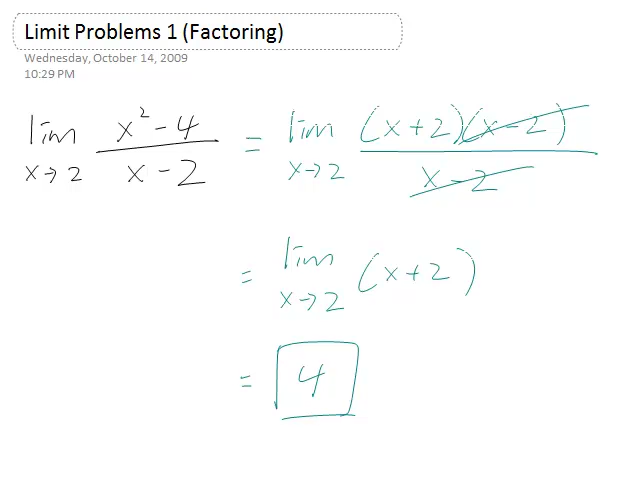 Limit Problems 1 (Factoring)
Wednesday, October 14, 2009
10:29 PM
lim x→2 (x² - 4)/(x - 2) = lim x→2 (x+2)(x-2)/(x-2)
= lim x→2 (x+2)
= 4